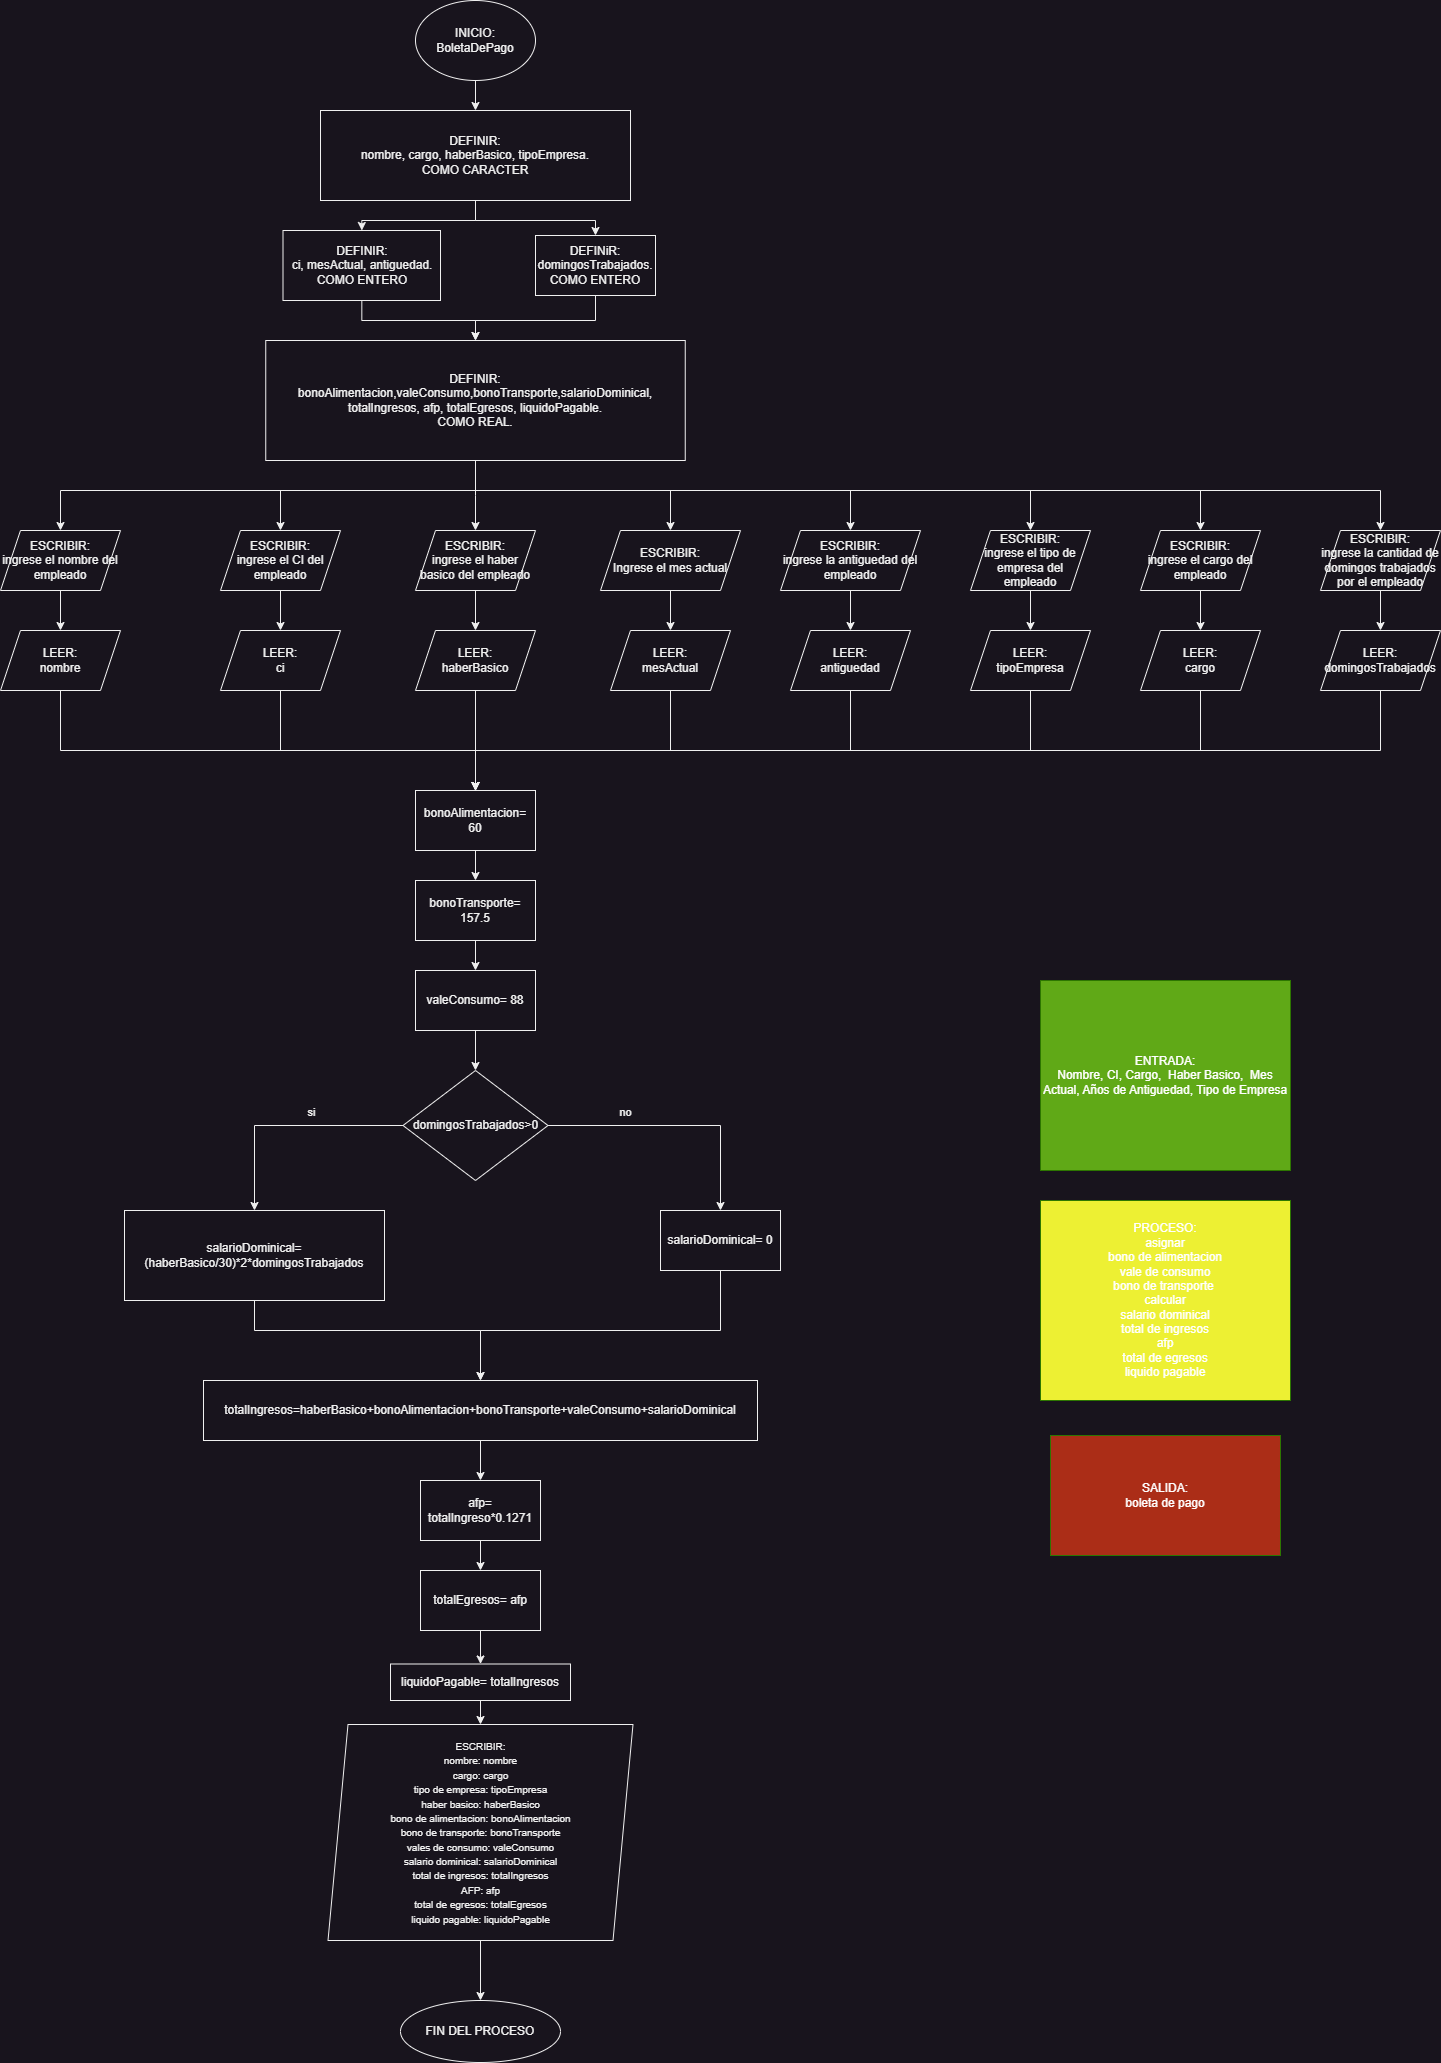 INICIO:
BoletaDePago
DEFINIR:
nombre, cargo, haberBasico, tipoEmpresa.
COMO CARACTER
DEFINIR:
ci, mesActual, antiguedad.
COMO ENTERO
DEFINiR:
domingosTrabajados.
COMO ENTERO
DEFINIR:
bonoAlimentacion,valeConsumo,bonoTransporte,salarioDominical,
totalIngresos, afp, totalEgresos, liquidoPagable.
COMO REAL.
ESCRIBIR:
ingrese el nombre del
empleado
ESCRIBIR:
ingrese el CI del
empleado
ESCRIBIR:
ingrese el haber
basico del empleado
ESCRIBIR:
Ingrese el mes actual
ESCRIBIR:
ingrese la antiguedad del
empleado
ESCRIBIR:
ingrese el tipo de
empresa del
empleado
ESCRIBIR:
ingrese el cargo del
empleado
ESCRIBIR:
ingrese la cantidad de
domingos trabajados
por el empleado
LEER:
nombre
LEER:
ci
LEER:
haberBasico
LEER:
mesActual
LEER:
antiguedad
LEER:
tipoEmpresa
LEER:
cargo
LEER:
domingosTrabajados
bonoAlimentacion=
60
bonoTransporte=
157.5
valeConsumo= 88
domingosTrabajados>0
si
no
salarioDominical=
(haberBasico/30)*2*domingosTrabajados
salarioDominical= 0
totalIngresos=haberBasico+bonoAlimentacion+bonoTransporte+valeConsumo+salarioDominical
afp=
totalIngreso*0.1271
totalEgresos= afp
liquidoPagable= totalIngresos
ESCRIBIR:
nombre: nombre
cargo: cargo
tipo de empresa: tipoEmpresa
haber basico: haberBasico
bono de alimentacion: bonoAlimentacion
bono de transporte: bonoTransporte
vales de consumo: valeConsumo
salario dominical: salarioDominical
total de ingresos: totalIngresos
AFP: afp
total de egresos: totalEgresos
liquido pagable: liquidoPagable
FIN DEL PROCESO
ENTRADA:
Nombre, CI, Cargo, Haber Basico, Mes
Actual, Años de Antiguedad, Tipo de Empresa
PROCESO:
asignar
bono de alimentacion
vale de consumo
bono de transporte
calcular
salario dominical
total de ingresos
afp
total de egresos
liquido pagable
SALIDA:
boleta de pago